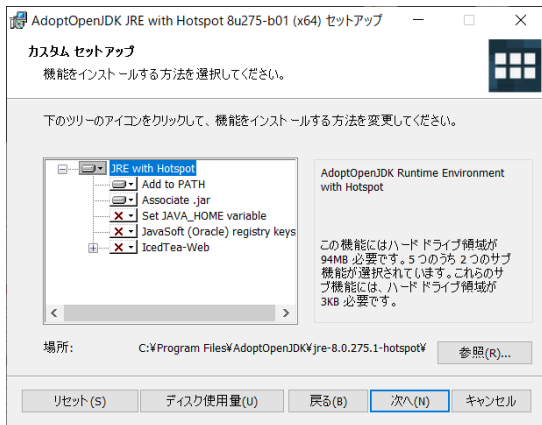 AdoptOpenJDK JRE with Hotspot 8u275-b01 (x64) セットアップ
カスタム セットアップ
機能をインストールする方法を選択してください。
下のツリーのアイコンをクリックして、機能をインストールする方法を変更してください。
JRE with Hotspot
Add to PATH
Associate .jar
Set JAVA_HOME variable
JavaSoft (Oracle) registry keys
IcedTea-Web
AdoptOpenJDK Runtime Environment
with Hotspot
この機能にはハード ドライブ領域が
94MB 必要です。5 つのうち 2 つのサブ
機能が選択されています。これらのサ
ブ機能には、ハード ドライブ領域が
3KB 必要です。
場所: C:¥Program Files¥AdoptOpenJDK¥jre-8.0.275.1-hotspot¥ 参照(R)...
リセット(S) ディスク使用量(U) 戻る(B) 次へ(N) キャンセル